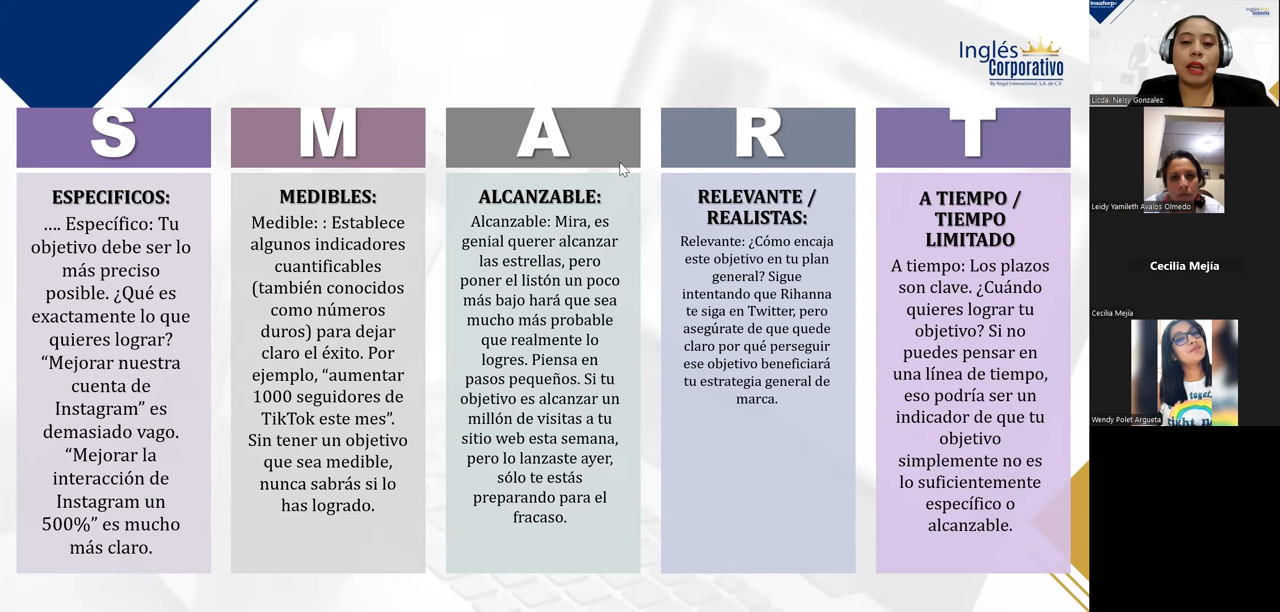 Inglés
Corporativo
By Regal International, S.A. de C.V.
S
ESPECIFICOS:
.... Específico: Tu
objetivo debe ser lo
más preciso
posible. ¿Qué es
exactamente lo que
quieres lograr?
“Mejorar nuestra
cuenta de
Instagram” es
demasiado vago.
“Mejorar la
interacción de
Instagram un
500%” es mucho
más claro.
M
MEDIBLES:
Medible: : Establece
algunos indicadores
cuantificables
(también conocidos
como números
duros) para dejar
claro el éxito. Por
ejemplo, “aumentar
1000 seguidores de
TikTok este mes”.
Sin tener un objetivo
que sea medible,
nunca sabrás si lo
has logrado.
A
ALCANZABLE:
Alcanzable: Mira, es
genial querer alcanzar
las estrellas, pero
poner el listón un poco
más bajo hará que sea
mucho más probable
que realmente lo
logres. Piensa en
pasos pequeños. Si tu
objetivo es alcanzar un
millón de visitas a tu
sitio web esta semana,
pero lo lanzaste ayer,
sólo te estás
preparando para el
fracaso.
R
RELEVANTE /
REALISTAS:
Relevante: ¿Cómo encaja
este objetivo en tu plan
general? Sigue
intentando que Rihanna
te siga en Twitter, pero
asegúrate de que quede
claro por qué perseguir
ese objetivo beneficiará
tu estrategia general de
marca.
T
A TIEMPO /
TIEMPO
LIMITADO
A tiempo: Los plazos
son clave. ¿Cuándo
quieres lograr tu
objetivo? Si no
puedes pensar en
una línea de tiempo,
eso podría ser un
indicador de que tu
objetivo
simplemente no es
lo suficientemente
específico o
alcanzable.
Insaforp
Inglés
Corporativo
Licda. Neisy Gonzalez
Leidy Yamileth Avalos Olmedo
Cecilia Mejía
Cecilia Mejía
Wendy Polet Argueta